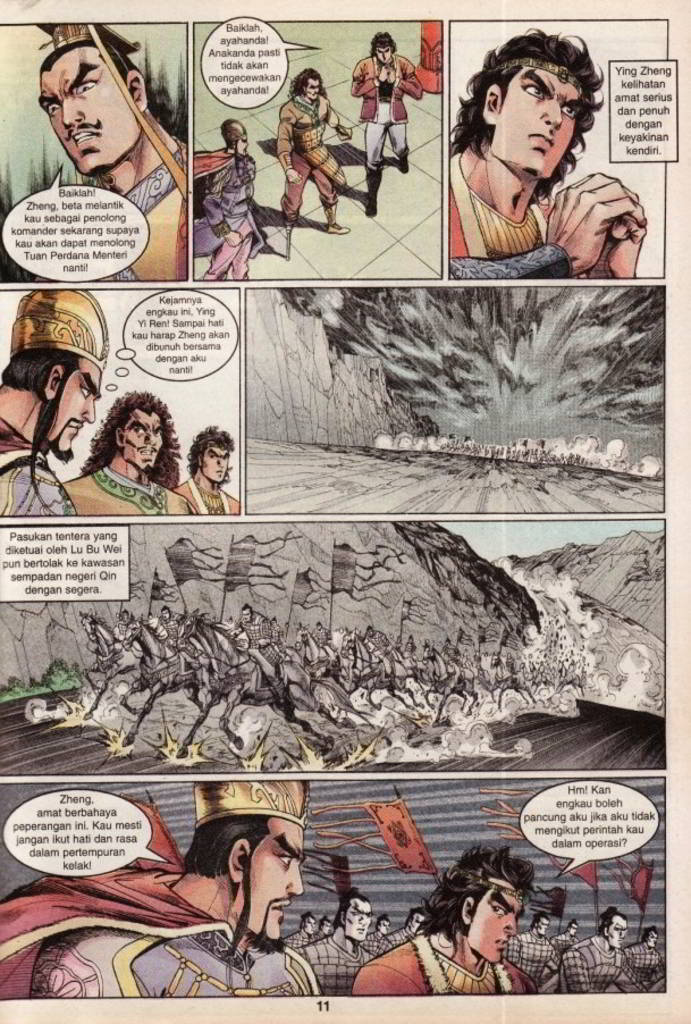 Baiklah!
Zheng, beta melantik
kau sebagai penolong
komander sekarang supaya
kau akan dapat menolong
Tuan Perdana Menteri
nanti!
Baiklah,
ayahanda!
Anakanda pasti
tidak akan
mengecewakan
ayahanda!
Ying Zheng
kelihatan
amat serius
dan penuh
dengan
keyakinan
kendiri.
Kejamnya
engkau ini, Ying
Yi Ren! Sampai hati
kau harap Zheng akan
dibunuh bersama
dengan aku
nanti!
Pasukan tentera yang
diketuai oleh Lu Bu Wei
pun bertolak ke kawasan
sempadan negeri Qin
dengan segera.
Zheng,
amat berbahaya
peperangan ini. Kau mesti
jangan ikut hati dan rasa
dalam pertempuran
kelak!
Hm! Kan
engkau boleh
pancung aku jika aku tidak
mengikut perintah kau
dalam operasi?
11